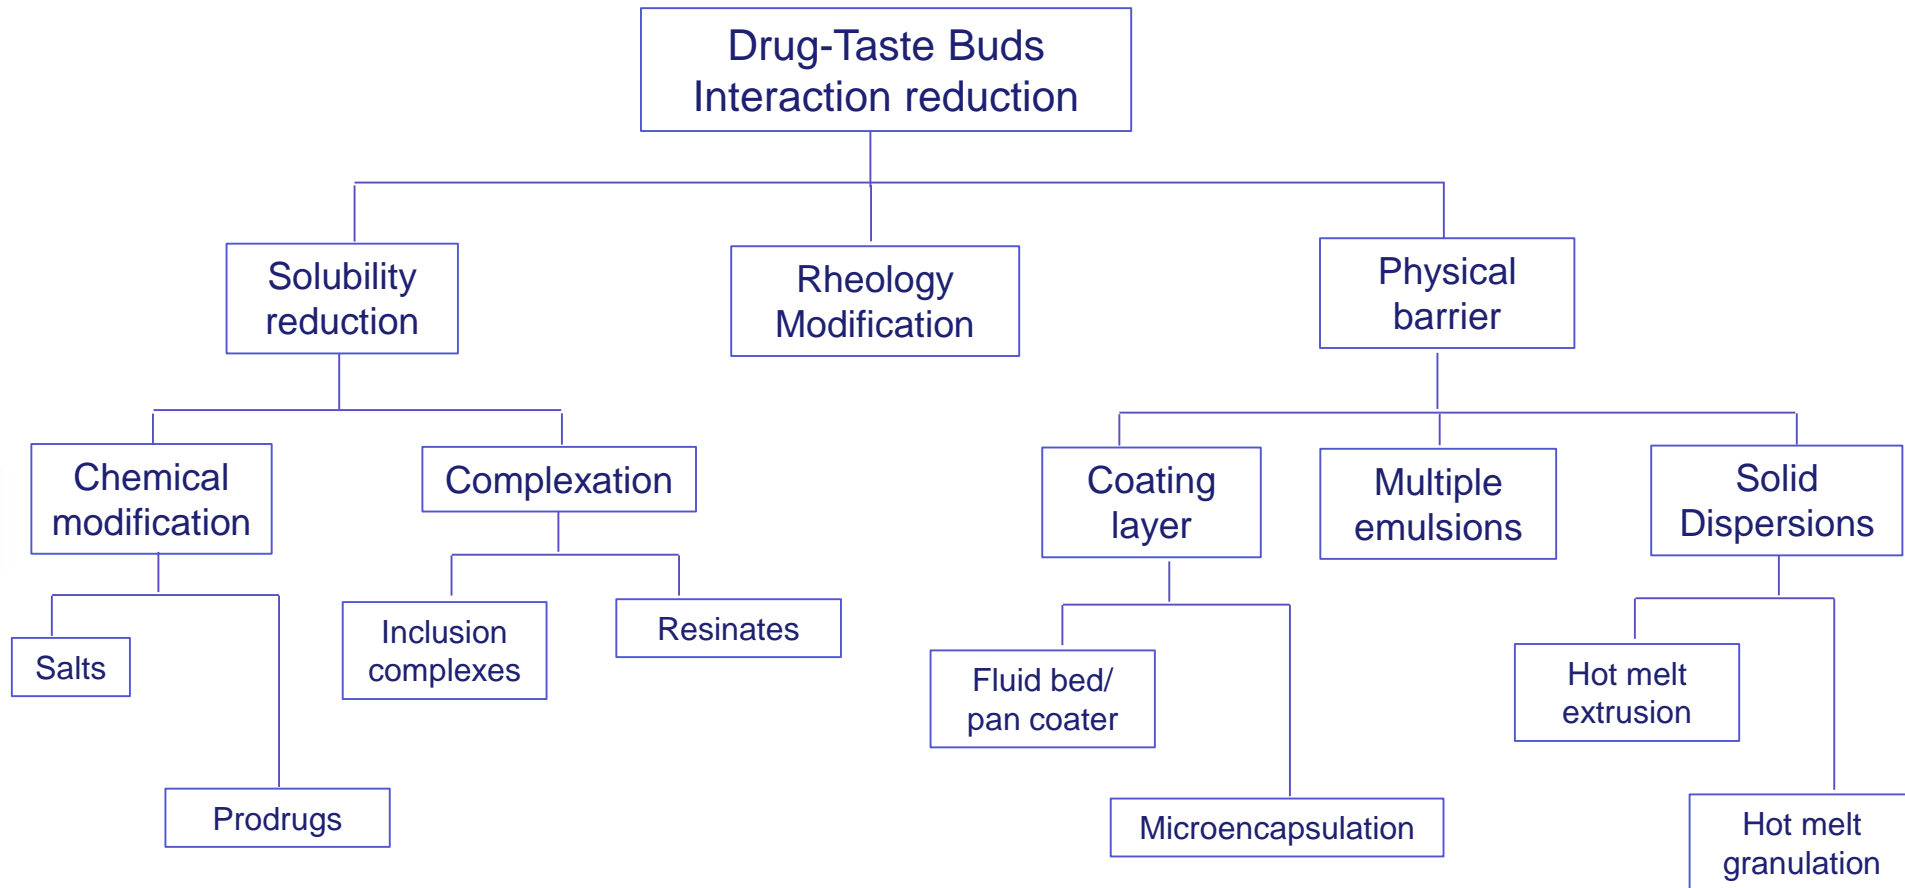 Drug-Taste Buds
Interaction reduction
Solubility
reduction
Rheology
Modification
Physical
barrier
Chemical
modification
Complexation
Coating
layer
Multiple
emulsions
Solid
Dispersions
Salts
Prodrugs
Inclusion
complexes
Resinates
Fluid bed/
pan coater
Microencapsulation
Hot melt
extrusion
Hot melt
granulation